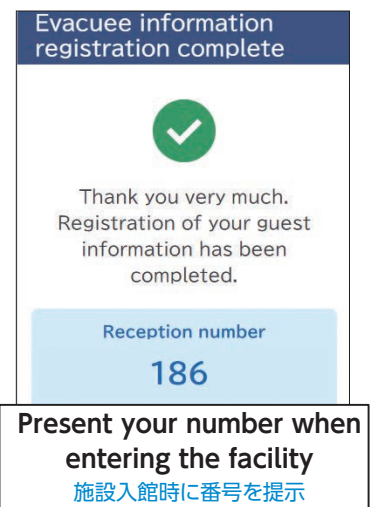 Evacuee information
registration complete
Thank you very much.
Registration of your guest
information has been
completed.
Reception number
186
Present your number when
entering the facility
施設入館時に番号を提示